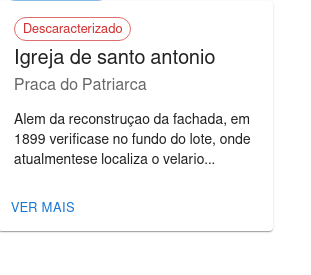 Descaracterizado
Igreja de santo antonio
Praca do Patriarca
Alem da reconstruçao da fachada, em
1899 verificase no fundo do lote, onde
atualmentese localiza o velario...
VER MAIS